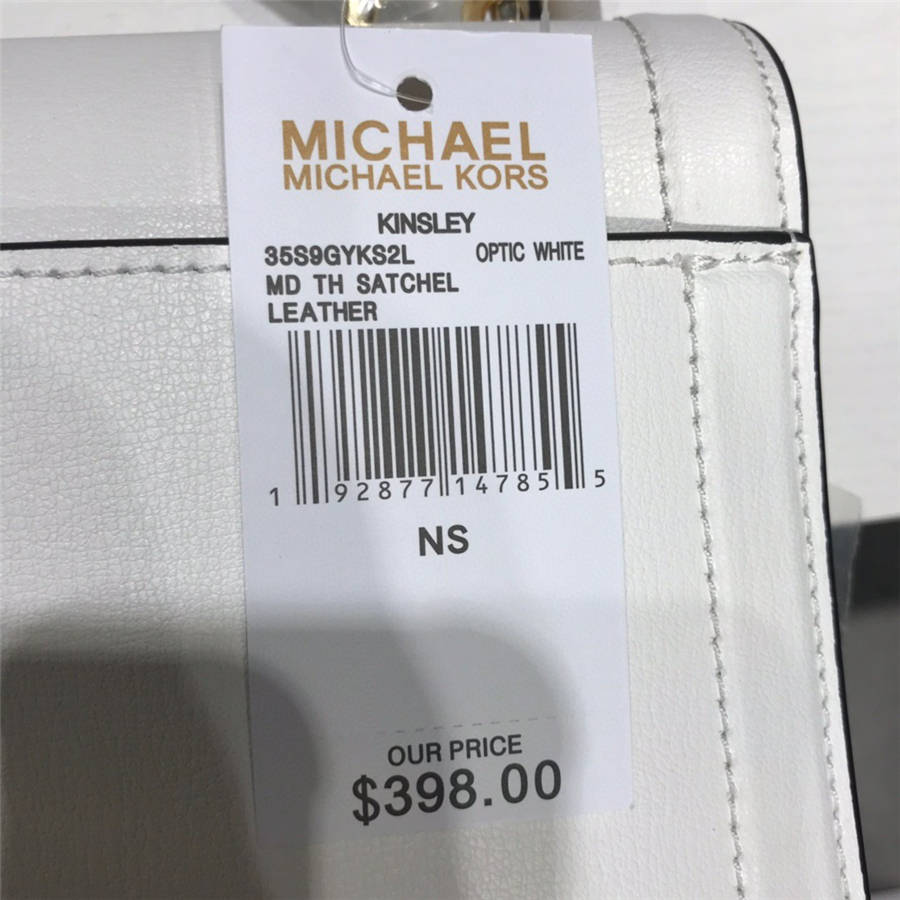 MICHAEL
MICHAEL KORS
KINSLEY
35S9GYKS2L OPTIC WHITE
MD TH SATCHEL
LEATHER
1 92877 14785 5
NS
OUR PRICE
$398.00